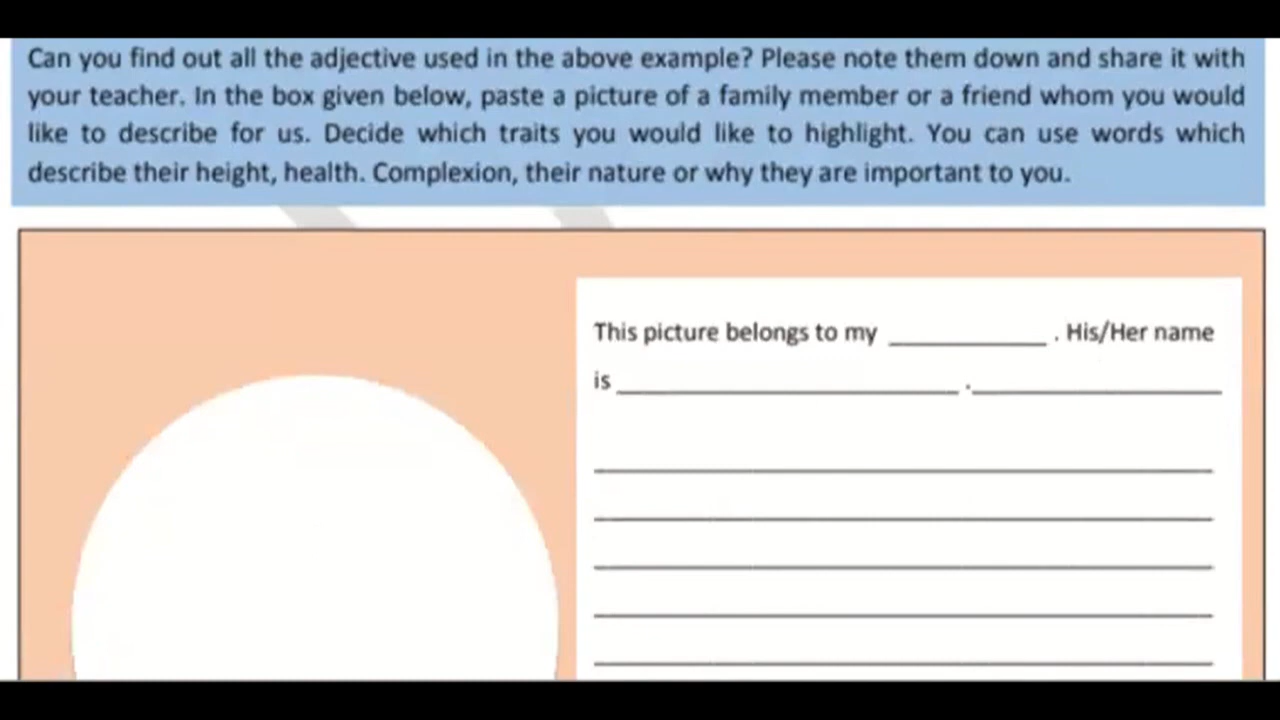 Can you find out all the adjective used in the above example? Please note them down and share it with
your teacher. In the box given below, paste a picture of a family member or a friend whom you would
like to describe for us. Decide which traits you would like to highlight. You can use words which
describe their height, health. Complexion, their nature or why they are important to you.
This picture belongs to my ____________ . His/Her name
is __________________________ .___________________